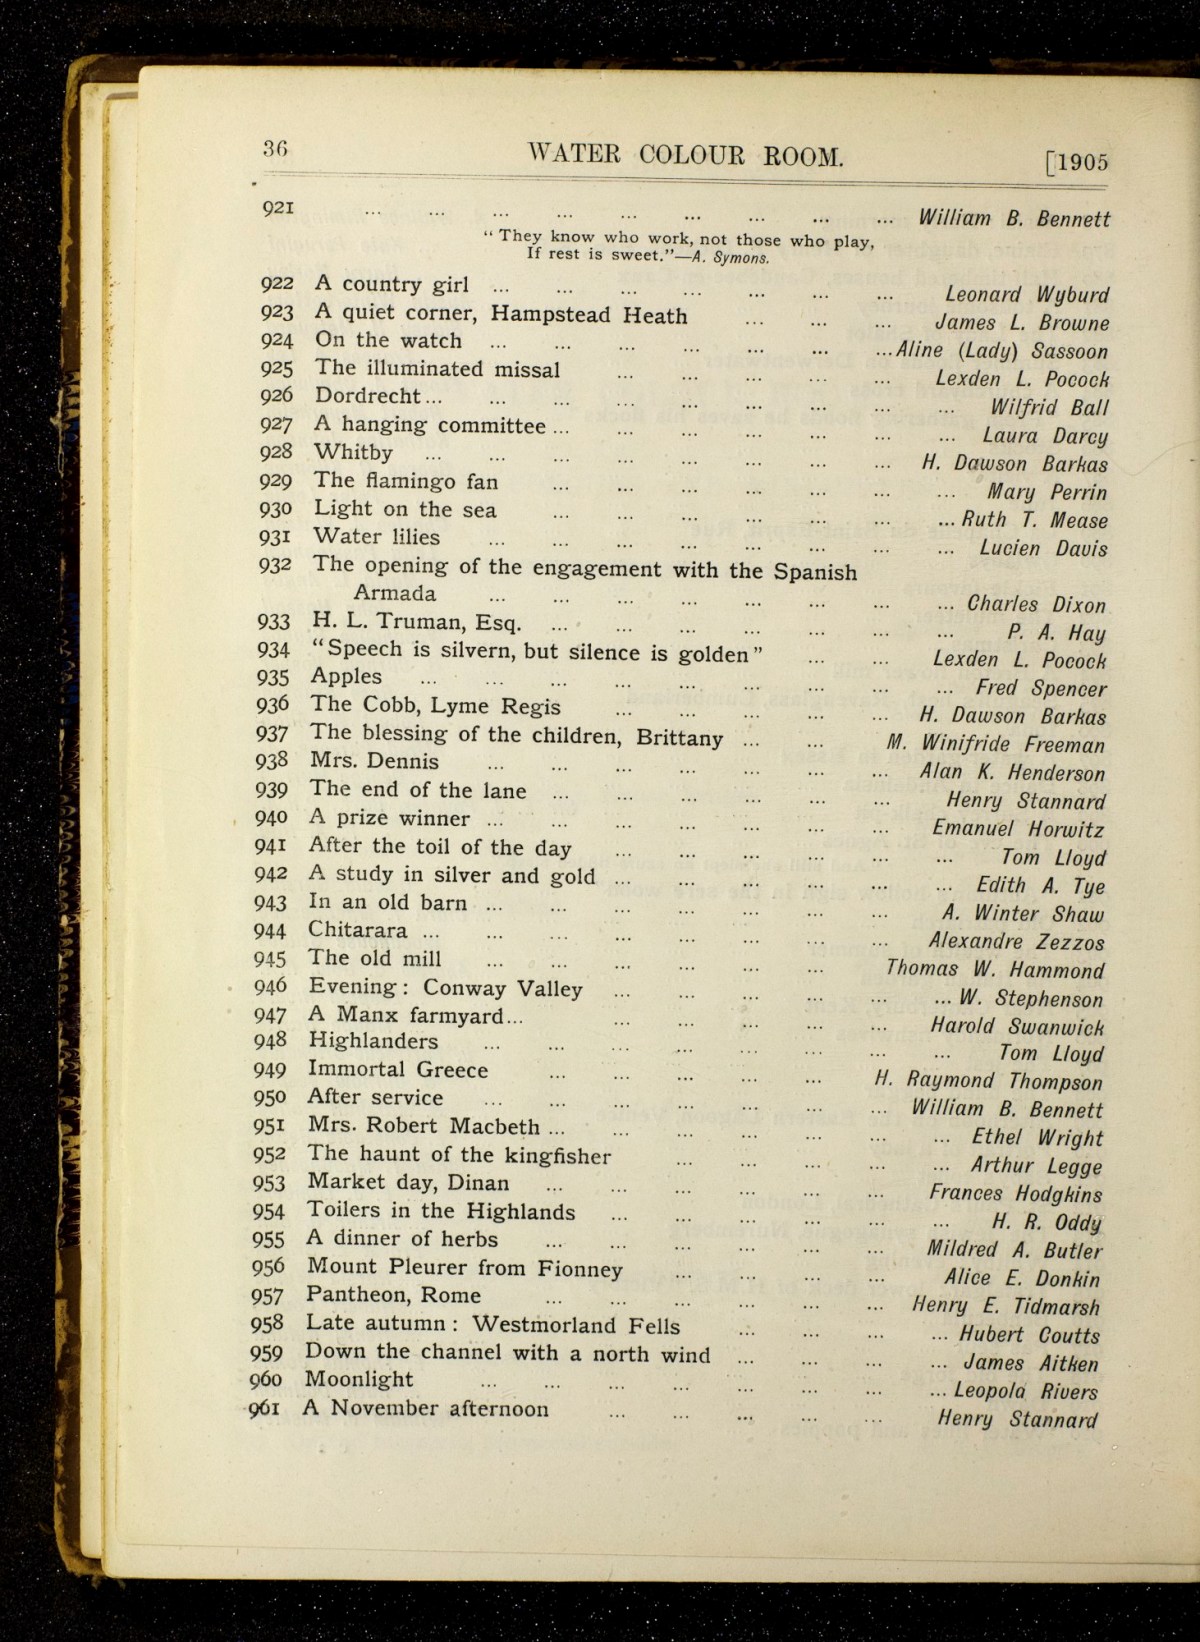 36 WATER COLOUR ROOM. [1905
921 ... ... ... ... ... ... ... ... ... William B. Bennett
"They know who work, not those who play,
If rest is sweet."—A. Symons.
922 A country girl ... ... ... ... ... ... ... Leonard Wyburd
923 A quiet corner, Hampstead Heath ... ... ... James L. Browne
924 On the watch ... ... ... ... ... ... ... Aline (Lady) Sassoon
925 The illuminated missal ... ... ... ... ... Lexden L. Pocock
926 Dordrecht ... ... ... ... ... ... ... ... ... Wilfrid Ball
927 A hanging committee ... ... ... ... ... ... ... Laura Darcy
928 Whitby ... ... ... ... ... ... ... ... H. Dawson Barkas
929 The flamingo fan ... ... ... ... ... ... ... Mary Perrin
930 Light on the sea ... ... ... ... ... ... ... Ruth T. Mease
931 Water lilies ... ... ... ... ... ... ... ... Lucien Davis
932 The opening of the engagement with the Spanish
Armada ... ... ... ... ... ... ... ... Charles Dixon
933 H. L. Truman, Esq. ... ... ... ... ... ... ... P. A. Hay
934 "Speech is silvern, but silence is golden" ... ... Lexden L. Pocock
935 Apples ... ... ... ... ... ... ... ... ... Fred Spencer
936 The Cobb, Lyme Regis ... ... ... ... ... H. Dawson Barkas
937 The blessing of the children, Brittany ... ... M. Winifride Freeman
938 Mrs. Dennis ... ... ... ... ... ... ... Alan K. Henderson
939 The end of the lane ... ... ... ... ... ... Henry Stannard
940 A prize winner ... ... ... ... ... ... ... Emanuel Horwitz
941 After the toil of the day ... ... ... ... ... ... Tom Lloyd
942 A study in silver and gold ... ... ... ... ... ... Edith A. Tye
943 In an old barn ... ... ... ... ... ... ... A. Winter Shaw
944 Chitarara ... ... ... ... ... ... ... ... Alexandre Zezzos
945 The old mill ... ... ... ... ... ... Thomas W. Hammond
946 Evening: Conway Valley ... ... ... ... ... ... W. Stephenson
947 A Manx farmyard ... ... ... ... ... ... Harold Swanwick
948 Highlanders ... ... ... ... ... ... ... ... Tom Lloyd
949 Immortal Greece ... ... ... ... ... H. Raymond Thompson
950 After service ... ... ... ... ... ... ... William B. Bennett
951 Mrs. Robert Macbeth ... ... ... ... ... ... ... Ethel Wright
952 The haunt of the kingfisher ... ... ... ... ... Arthur Legge
953 Market day, Dinan ... ... ... ... ... ... Frances Hodgkins
954 Toilers in the Highlands ... ... ... ... ... ... H. R. Oddy
955 A dinner of herbs ... ... ... ... ... ... Mildred A. Butler
956 Mount Pleurer from Fionney ... ... ... ... Alice E. Donkin
957 Pantheon, Rome ... ... ... ... ... ... Henry E. Tidmarsh
958 Late autumn: Westmorland Fells ... ... ... ... Hubert Coutts
959 Down the channel with a north wind ... ... ... ... James Aitken
960 Moonlight ... ... ... ... ... ... ... ... Leopold Rivers
961 A November afternoon ... ... ... ... ... Henry Stannard